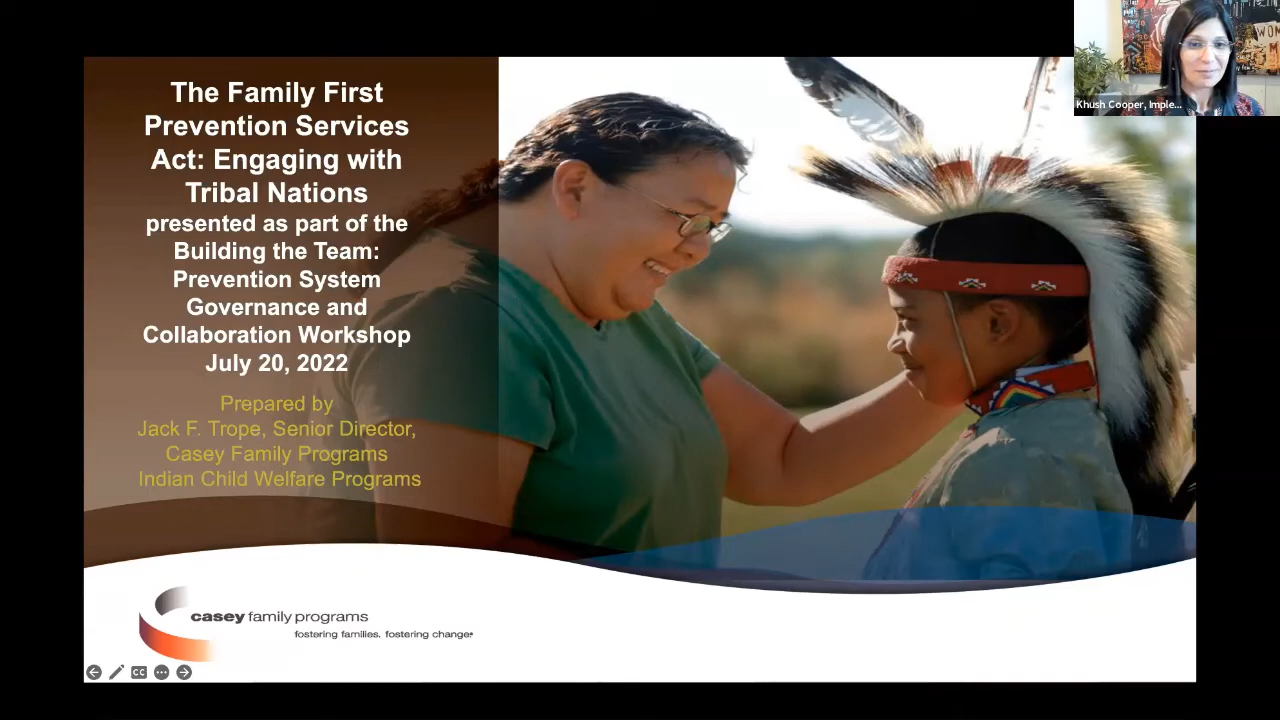 The Family First
Prevention Services
Act: Engaging with
Tribal Nations
presented as part of the
Building the Team:
Prevention System
Governance and
Collaboration Workshop
July 20, 2022
Prepared by
Jack F. Trope, Senior Director,
Casey Family Programs
Indian Child Welfare Programs
casey family programs
fostering families. fostering change.
Khush Cooper, Imple...
CC